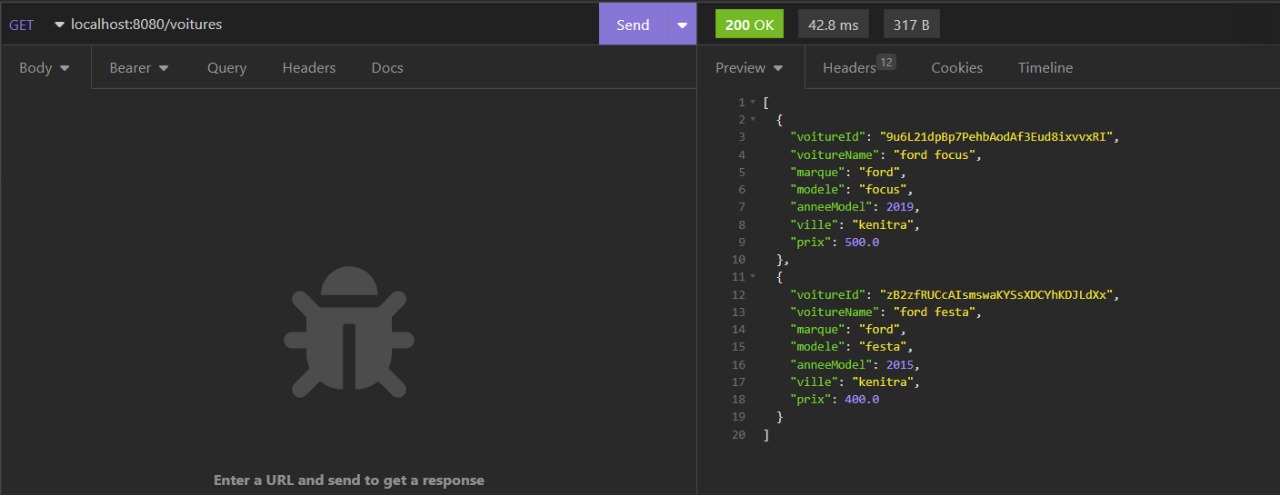 GET localhost:8080/voitures Send 200 OK 42.8 ms 317 B
Body Bearer Query Headers Docs Preview Headers 12 Cookies Timeline
1 [
2 {
3 "voitureId": "9u6L21dpBp7PehbAodAf3Eud8ixvvxRI",
4 "voitureName": "ford focus",
5 "marque": "ford",
6 "modele": "focus",
7 "anneeModel": 2019,
8 "ville": "kenitra",
9 "prix": 500.0
10 },
11 {
12 "voitureId": "zB2zfRUCcAIsmswaKYSsXDCYhKDJLdXx",
13 "voitureName": "ford festa",
14 "marque": "ford",
15 "modele": "festa",
16 "anneeModel": 2015,
17 "ville": "kenitra",
18 "prix": 400.0
19 }
20 ]
Enter a URL and send to get a response